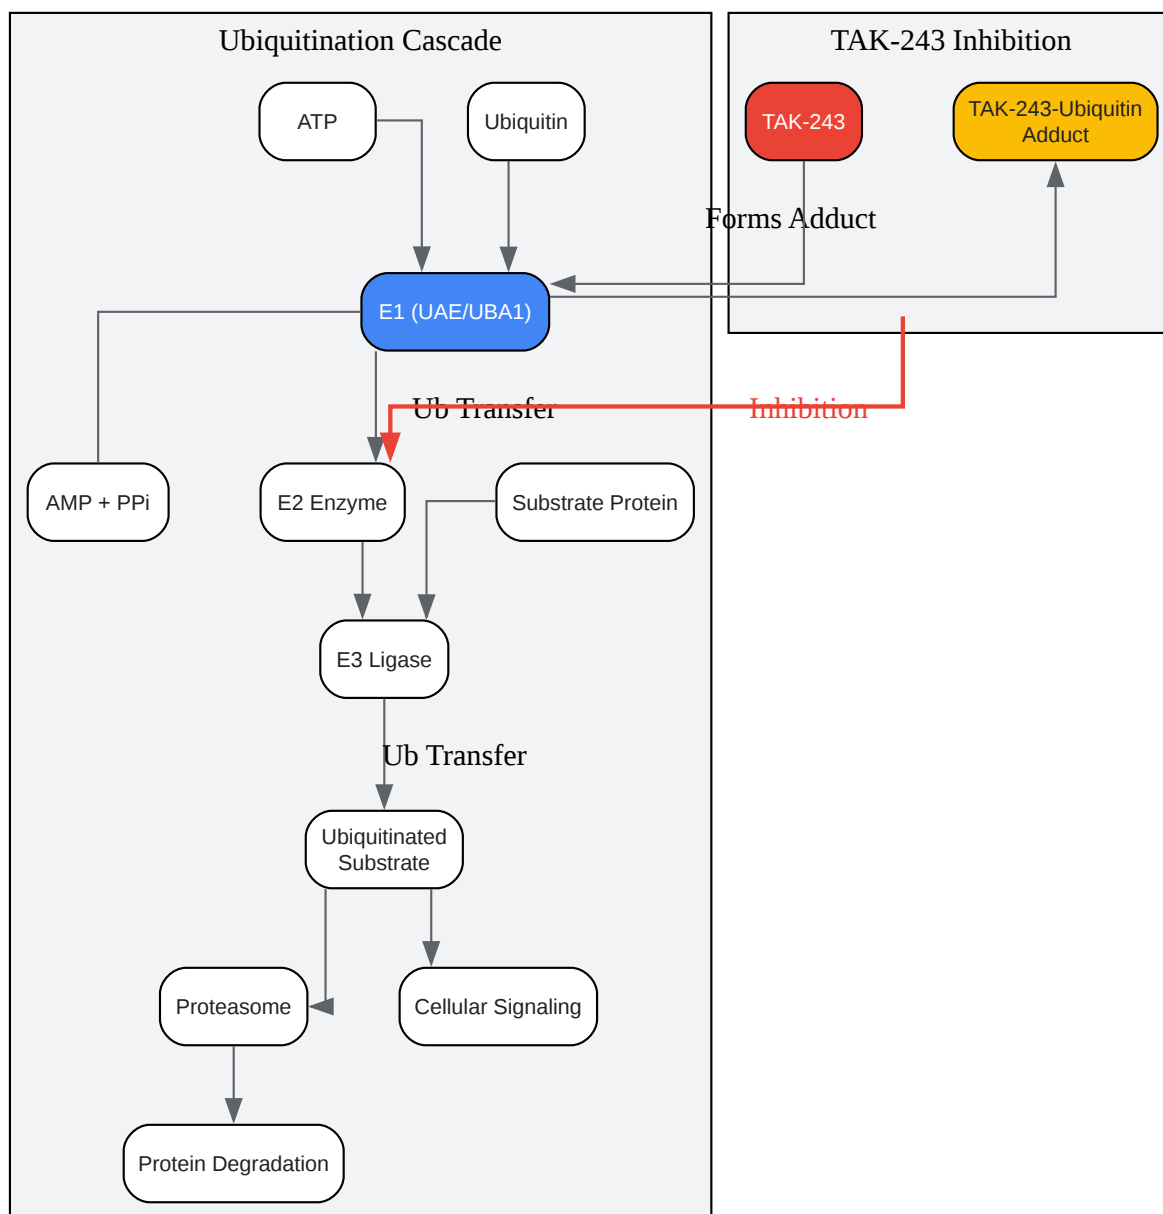 Ubiquitination Cascade
TAK-243 Inhibition
ATP
Ubiquitin
TAK-243
TAK-243-Ubiquitin
Adduct
Forms Adduct
E1 (UAE/UBA1)
Ub Transfer
Inhibition
AMP + PPi
E2 Enzyme
Substrate Protein
E3 Ligase
Ub Transfer
Ubiquitinated
Substrate
Proteasome
Cellular Signaling
Protein Degradation